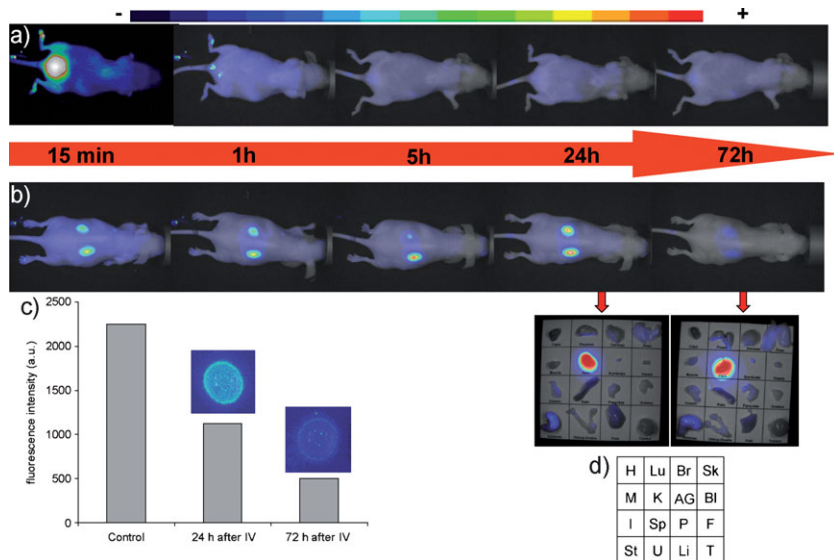 - +
a)
15 min 1h 5h 24h 72h
b)
c)
2500
2000
1500
1000
500
0
fluorescence intensity (a.u.)
Control 24 h after IV 72 h after IV
d)
H Lu Br Sk
M K AG Bl
I Sp P F
St U Li T